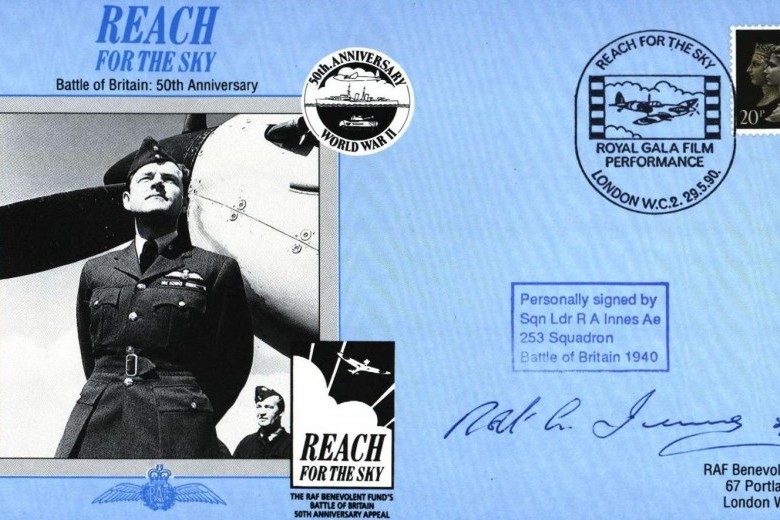 REACH
FOR THE SKY
Battle of Britain: 50th Anniversary
50th. ANNIVERSARY
WORLD WAR II
REACH FOR THE SKY
ROYAL GALA FILM
PERFORMANCE
LONDON W.C.2. 29.5.90.
20P
Personally signed by
Sqn Ldr R A Innes Ae
253 Squadron
Battle of Britain 1940
REACH
FOR THE SKY
THE RAF BENEVOLENT FUND'S
BATTLE OF BRITAIN
50TH ANNIVERSARY APPEAL
RAF Benevol
67 Portla
London W
RAF